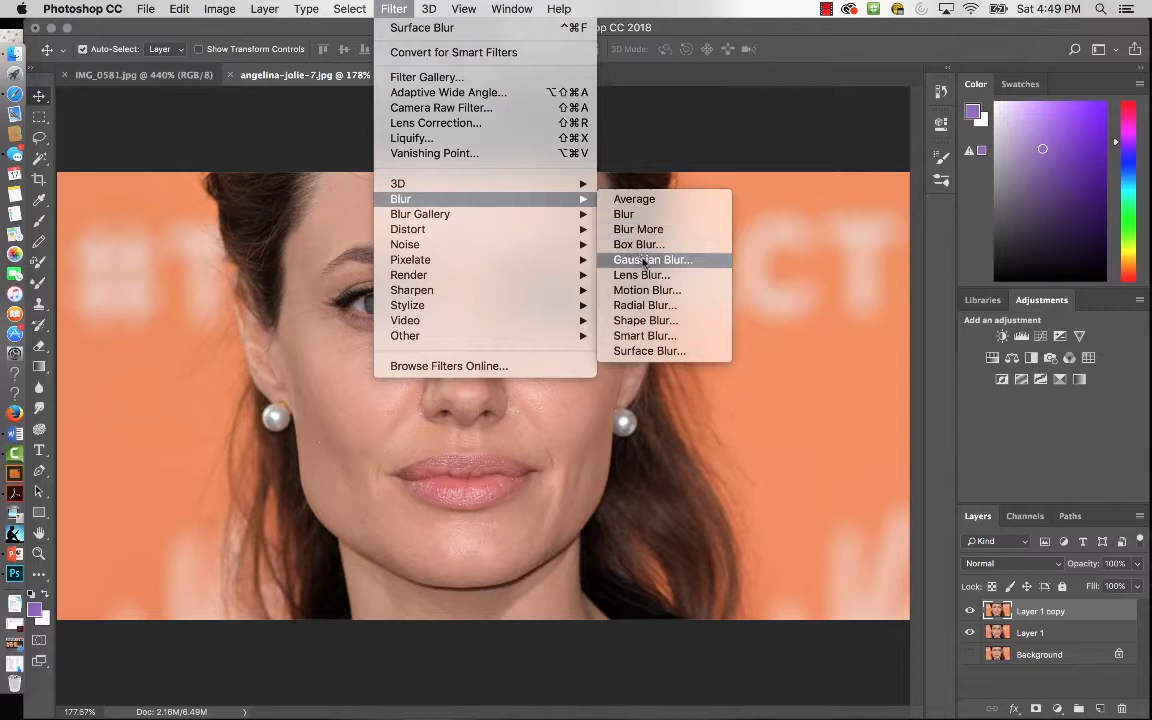 Photoshop CC File Edit Image Layer Type Select Filter 3D View Window Help Sat 4:49 PM
Surface Blur ^⌘F
Convert for Smart Filters
Filter Gallery...
Adaptive Wide Angle... ⌥⇧⌘A
Camera Raw Filter... ⇧⌘A
Lens Correction... ⇧⌘R
Liquify... ⇧⌘X
Vanishing Point... ⌥⌘V
3D
Blur
Blur Gallery
Distort
Noise
Pixelate
Render
Sharpen
Stylize
Video
Other
Browse Filters Online...
Average
Blur
Blur More
Box Blur...
Gaussian Blur...
Lens Blur...
Motion Blur...
Radial Blur...
Shape Blur...
Smart Blur...
Surface Blur...
CC 2018
Auto-Select: Layer Show Transform Controls 3D Mode:
IMG_0581.jpg @ 440% (RGB/8) angelina-jolie-7.jpg @ 178%
Color Swatches
Libraries Adjustments
Add an adjustment
Layers Channels Paths
Kind
Normal Opacity: 100%
Lock: Fill: 100%
Layer 1 copy
Layer 1
Background
177.67% Doc: 2.16M/6.49M